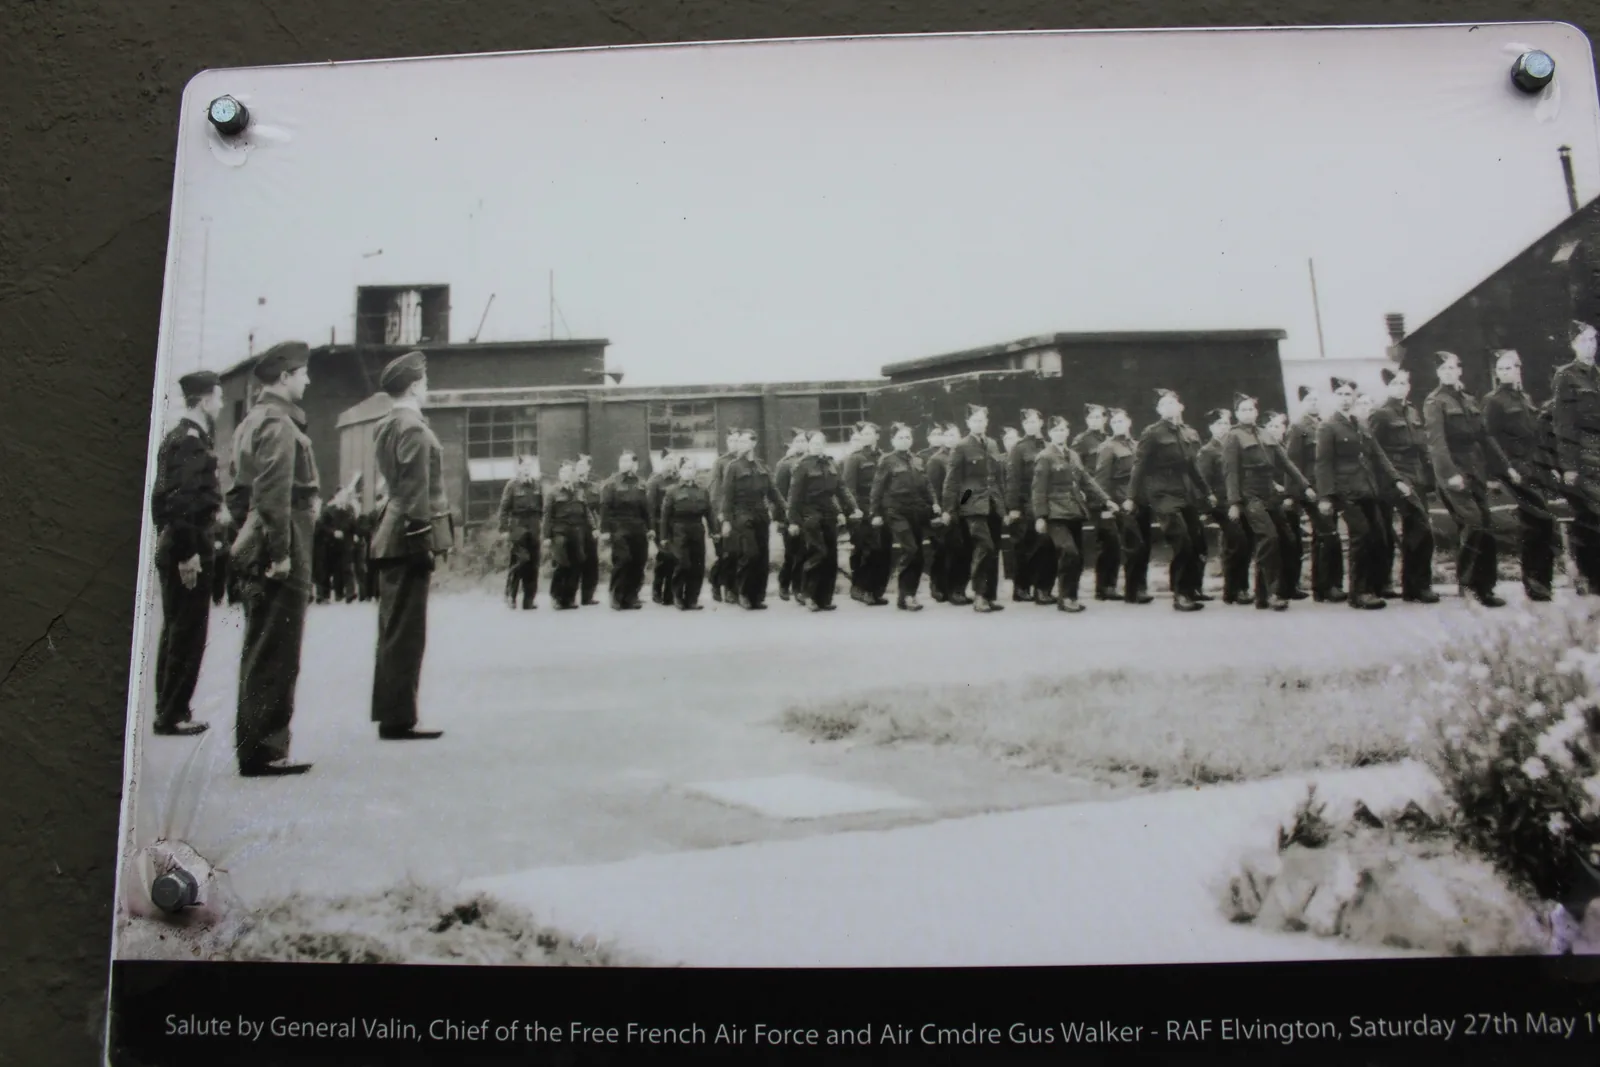 Salute by General Valin, Chief of the Free French Air Force and Air Cmdre Gus Walker - RAF Elvington, Saturday 27th May